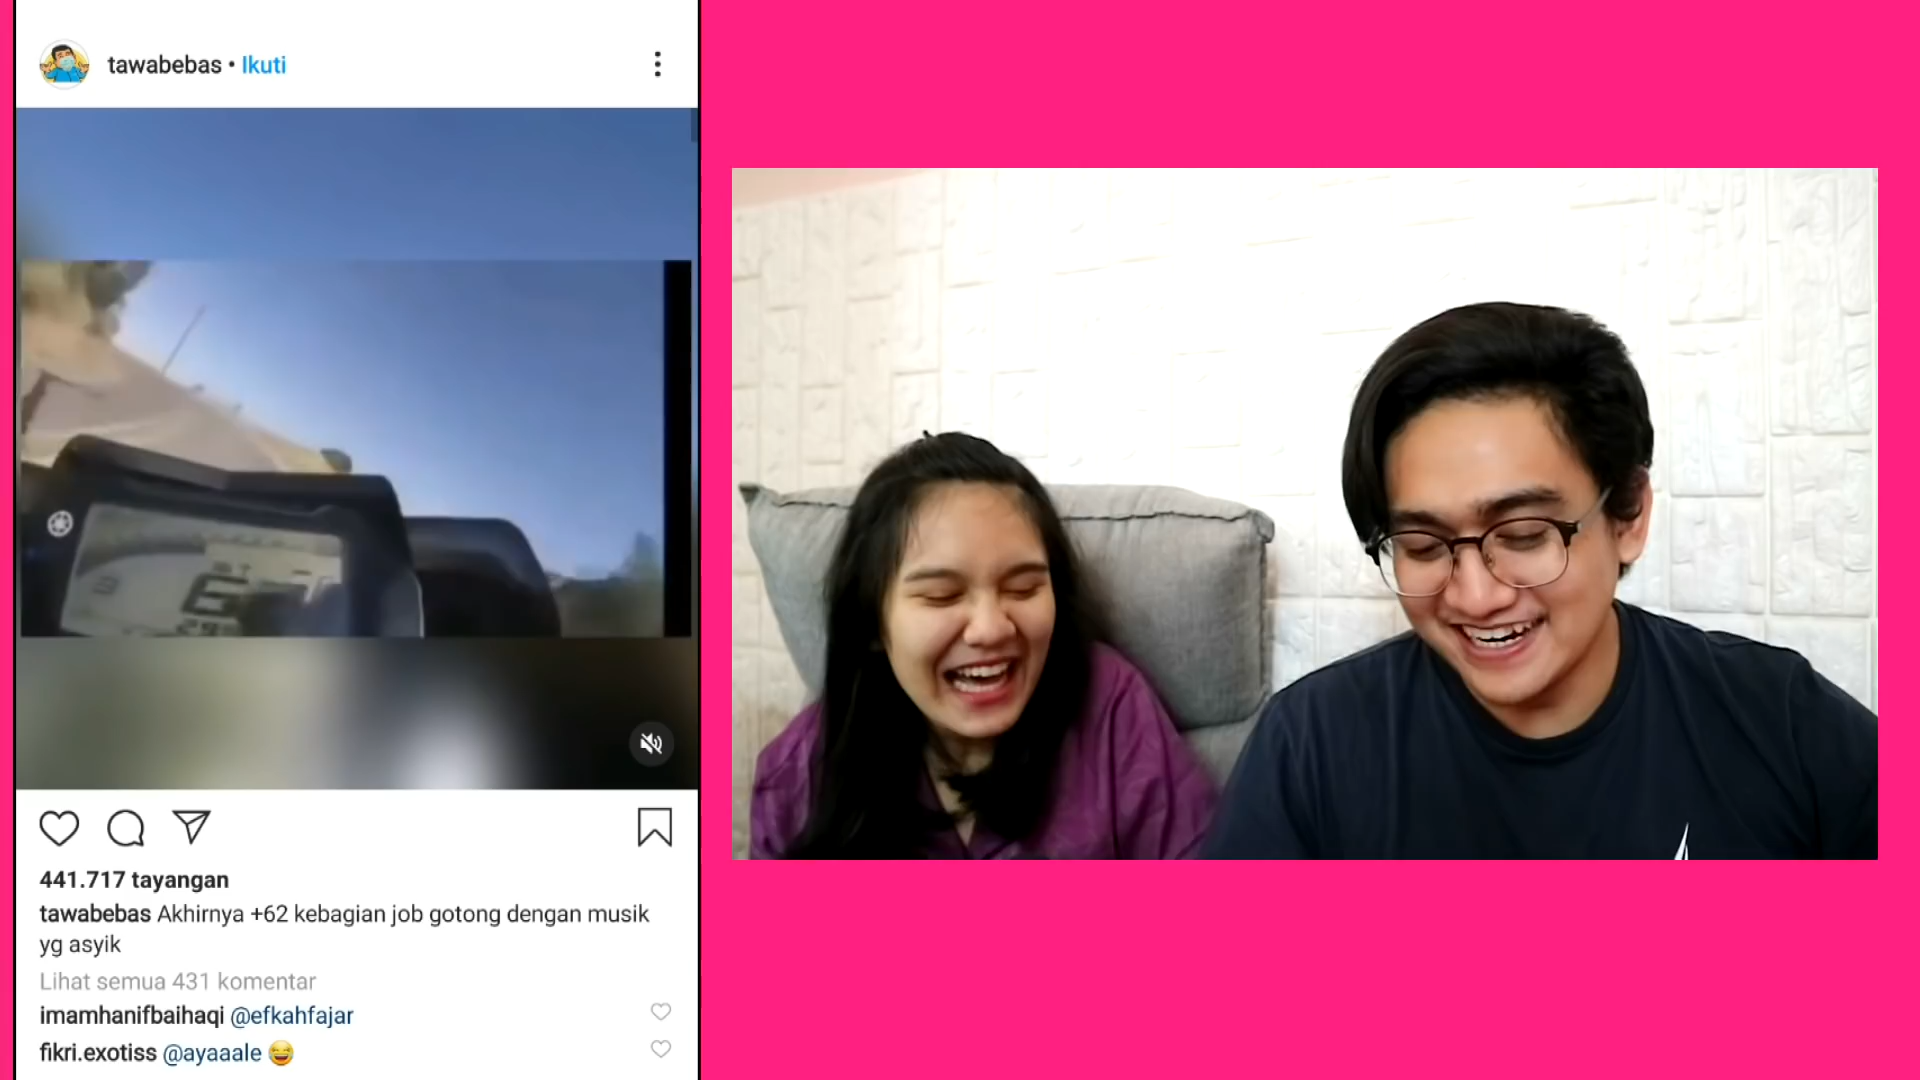 tawabebas • Ikuti
441.717 tayangan
tawabebas Akhirnya +62 kebagian job gotong dengan musik
yg asyik
Lihat semua 431 komentar
imamhanifbaihaqi @efkahfajar
fikri.exotiss @ayaaale 😆